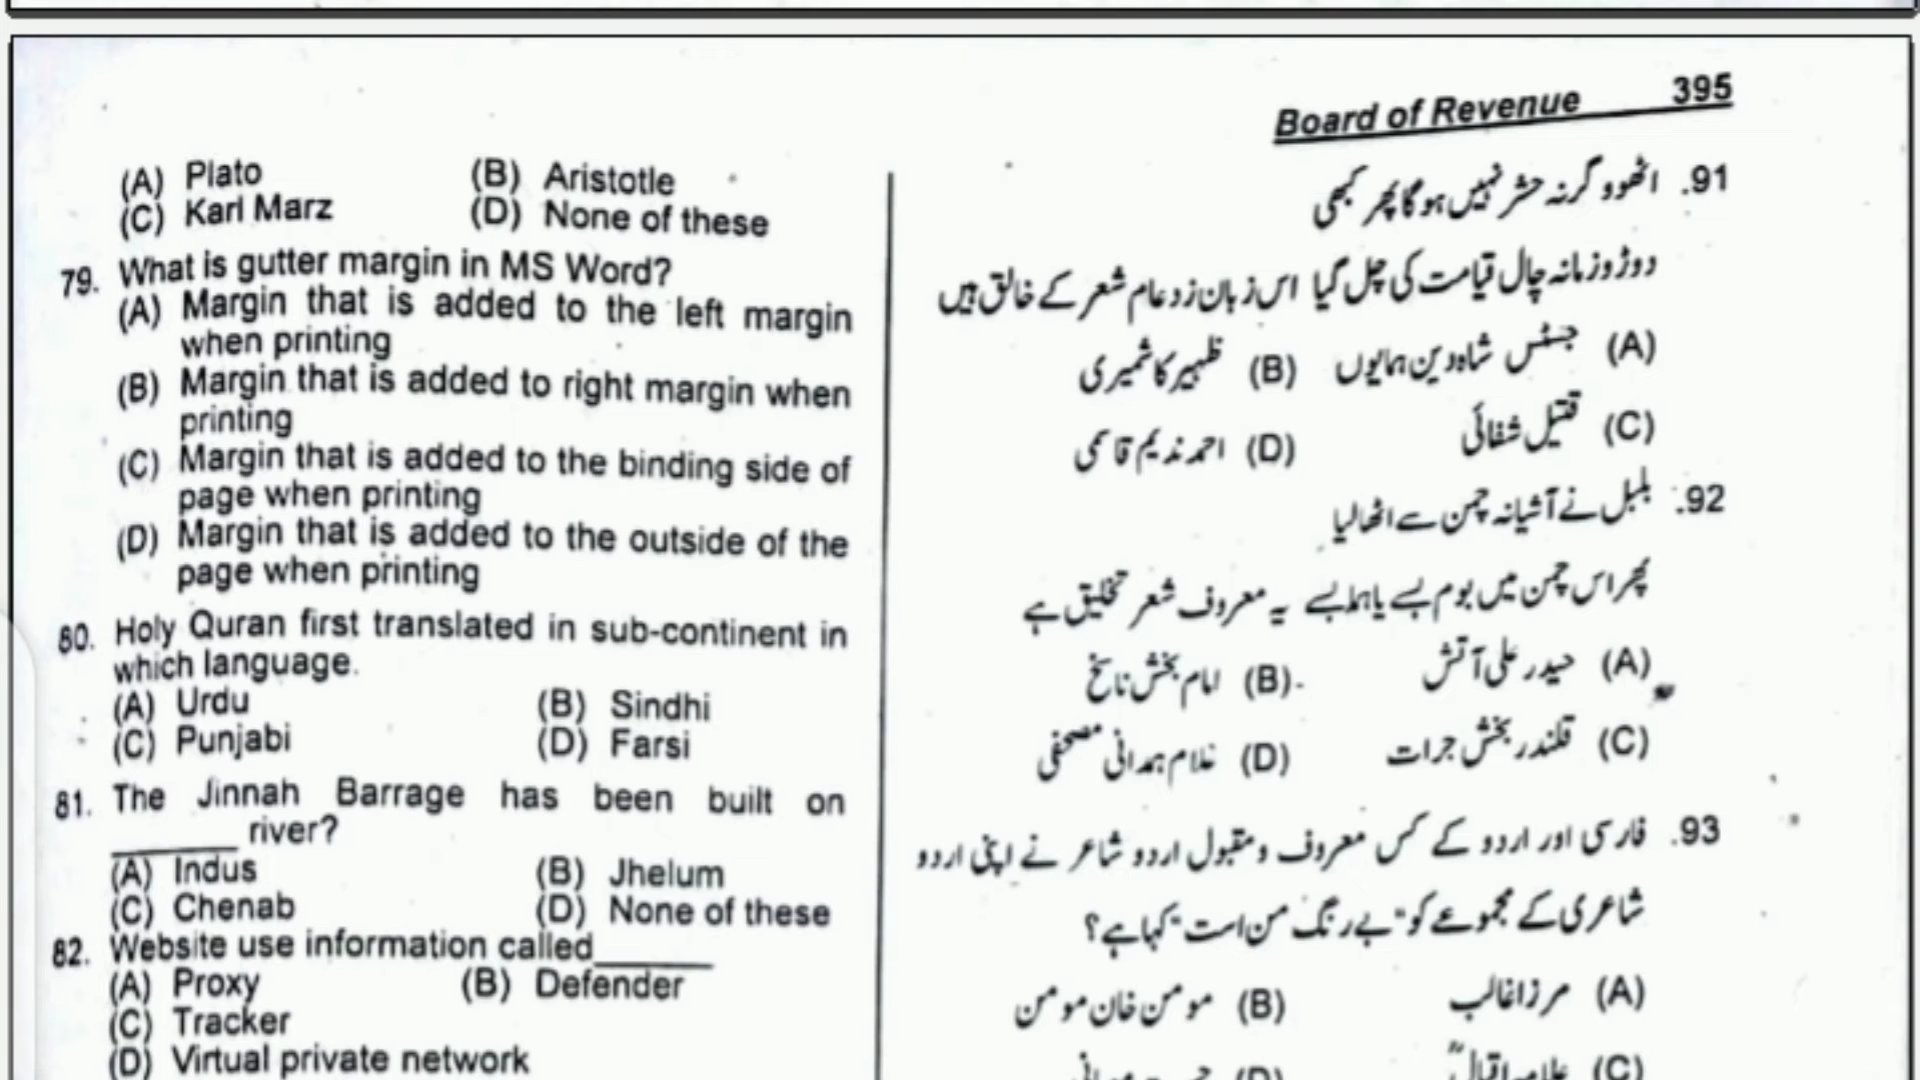 Board of Revenue 395
(A) Plato (B) Aristotle
(C) Karl Marz (D) None of these
79. What is gutter margin in MS Word?
(A) Margin that is added to the left margin
when printing
(B) Margin that is added to right margin when
printing
(C) Margin that is added to the binding side of
page when printing
(D) Margin that is added to the outside of the
page when printing
80. Holy Quran first translated in sub-continent in
which language.
(A) Urdu (B) Sindhi
(C) Punjabi (D) Farsi
81. The Jinnah Barrage has been built on
______ river?
(A) Indus (B) Jhelum
(C) Chenab (D) None of these
82. Website use information called______
(A) Proxy (B) Defender
(C) Tracker
(D) Virtual private network
91. اٹھو وگرنہ حشر نہیں ہوگا پھر کبھی
دوڑو زمانہ چال قیامت کی چل گیا اس زبان زد عام شعر کے خالق ہیں
(A) جسٹس شاہ دین ہمایوں (B) ظہیر کاشمیری
(C) قتیل شفائی (D) احمد ندیم قاسمی
92. بلبل نے آشیانہ چمن سے اٹھا لیا
پھر اس چمن میں بوم بسے یا ہما بسے یہ معروف شعر تخلیق ہے
(A) حیدر علی آتش (B) امام بخش ناسخ
(C) قلندر بخش جرات (D) غلام ہمدانی مصحفی
93. فارسی اور اردو کے کس معروف و مقبول اردو شاعر نے اپنی اردو
شاعری کے مجموعے کو "بے رنگ من است" کہا ہے؟
(A) مرزا غالب (B) مومن خان مومن
(C) علامہ اقبالؒ (D)